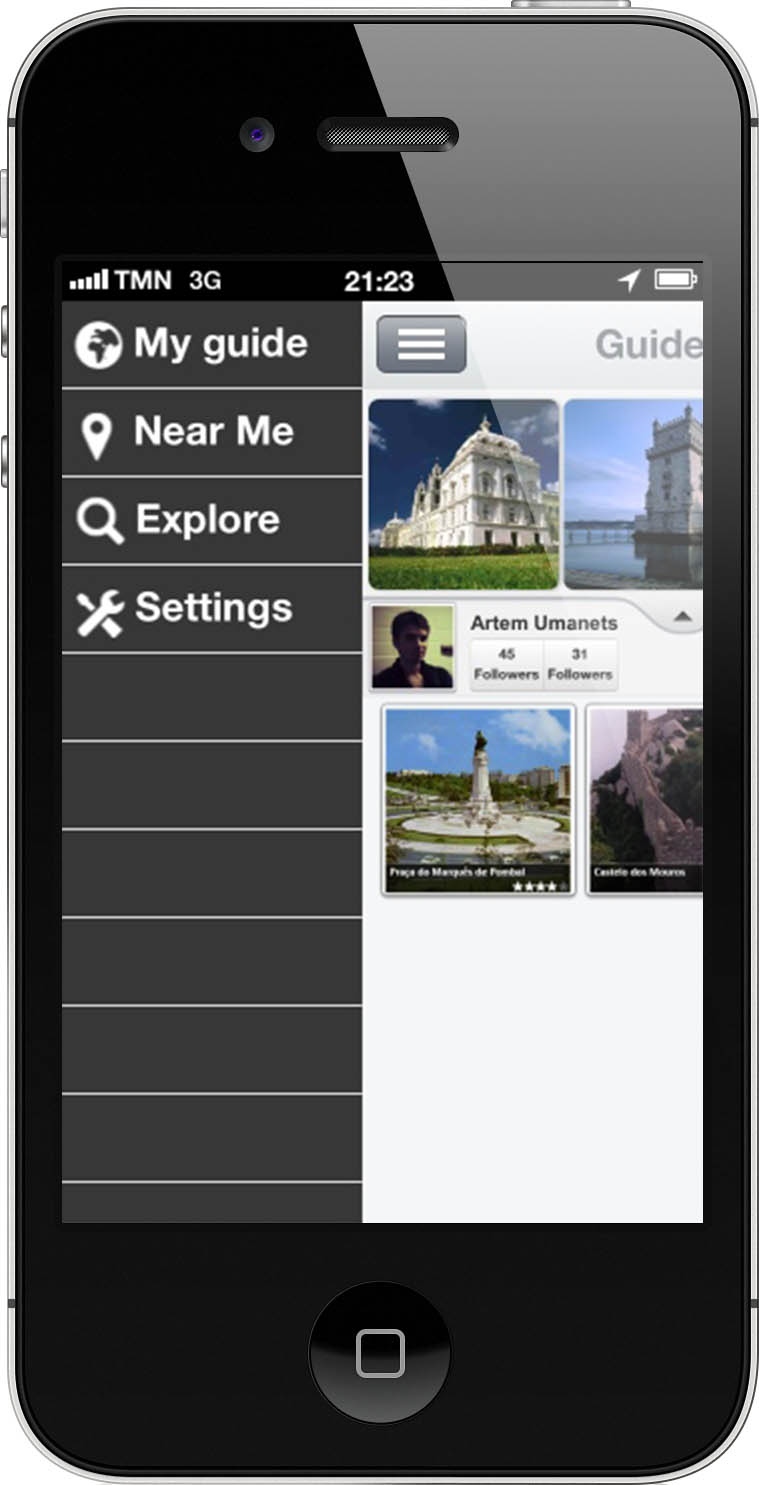 TMN 3G 21:23
My guide
Near Me
Explore
Settings
Guide
Artem Umanets
45 31
Followers Followers
Praça do Marquês de Pombal
Castelo dos Mouros